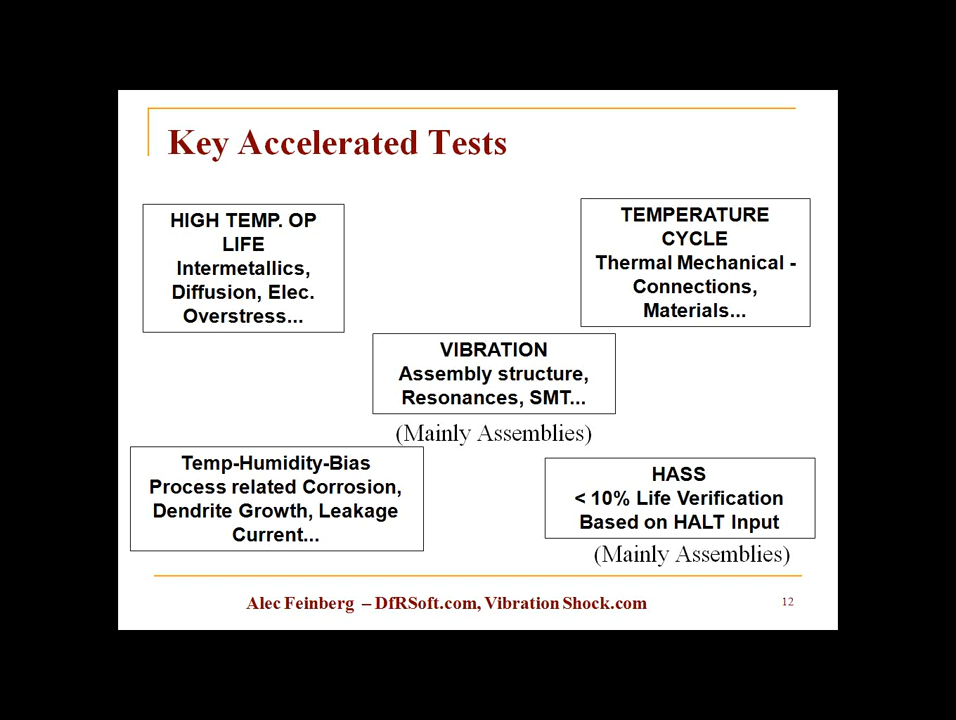 Key Accelerated Tests
HIGH TEMP. OP
LIFE
Intermetallics,
Diffusion, Elec.
Overstress...
TEMPERATURE
CYCLE
Thermal Mechanical -
Connections,
Materials...
VIBRATION
Assembly structure,
Resonances, SMT...
(Mainly Assemblies)
Temp-Humidity-Bias
Process related Corrosion,
Dendrite Growth, Leakage
Current...
HASS
< 10% Life Verification
Based on HALT Input
(Mainly Assemblies)
Alec Feinberg – DfRSoft.com, Vibration Shock.com
12